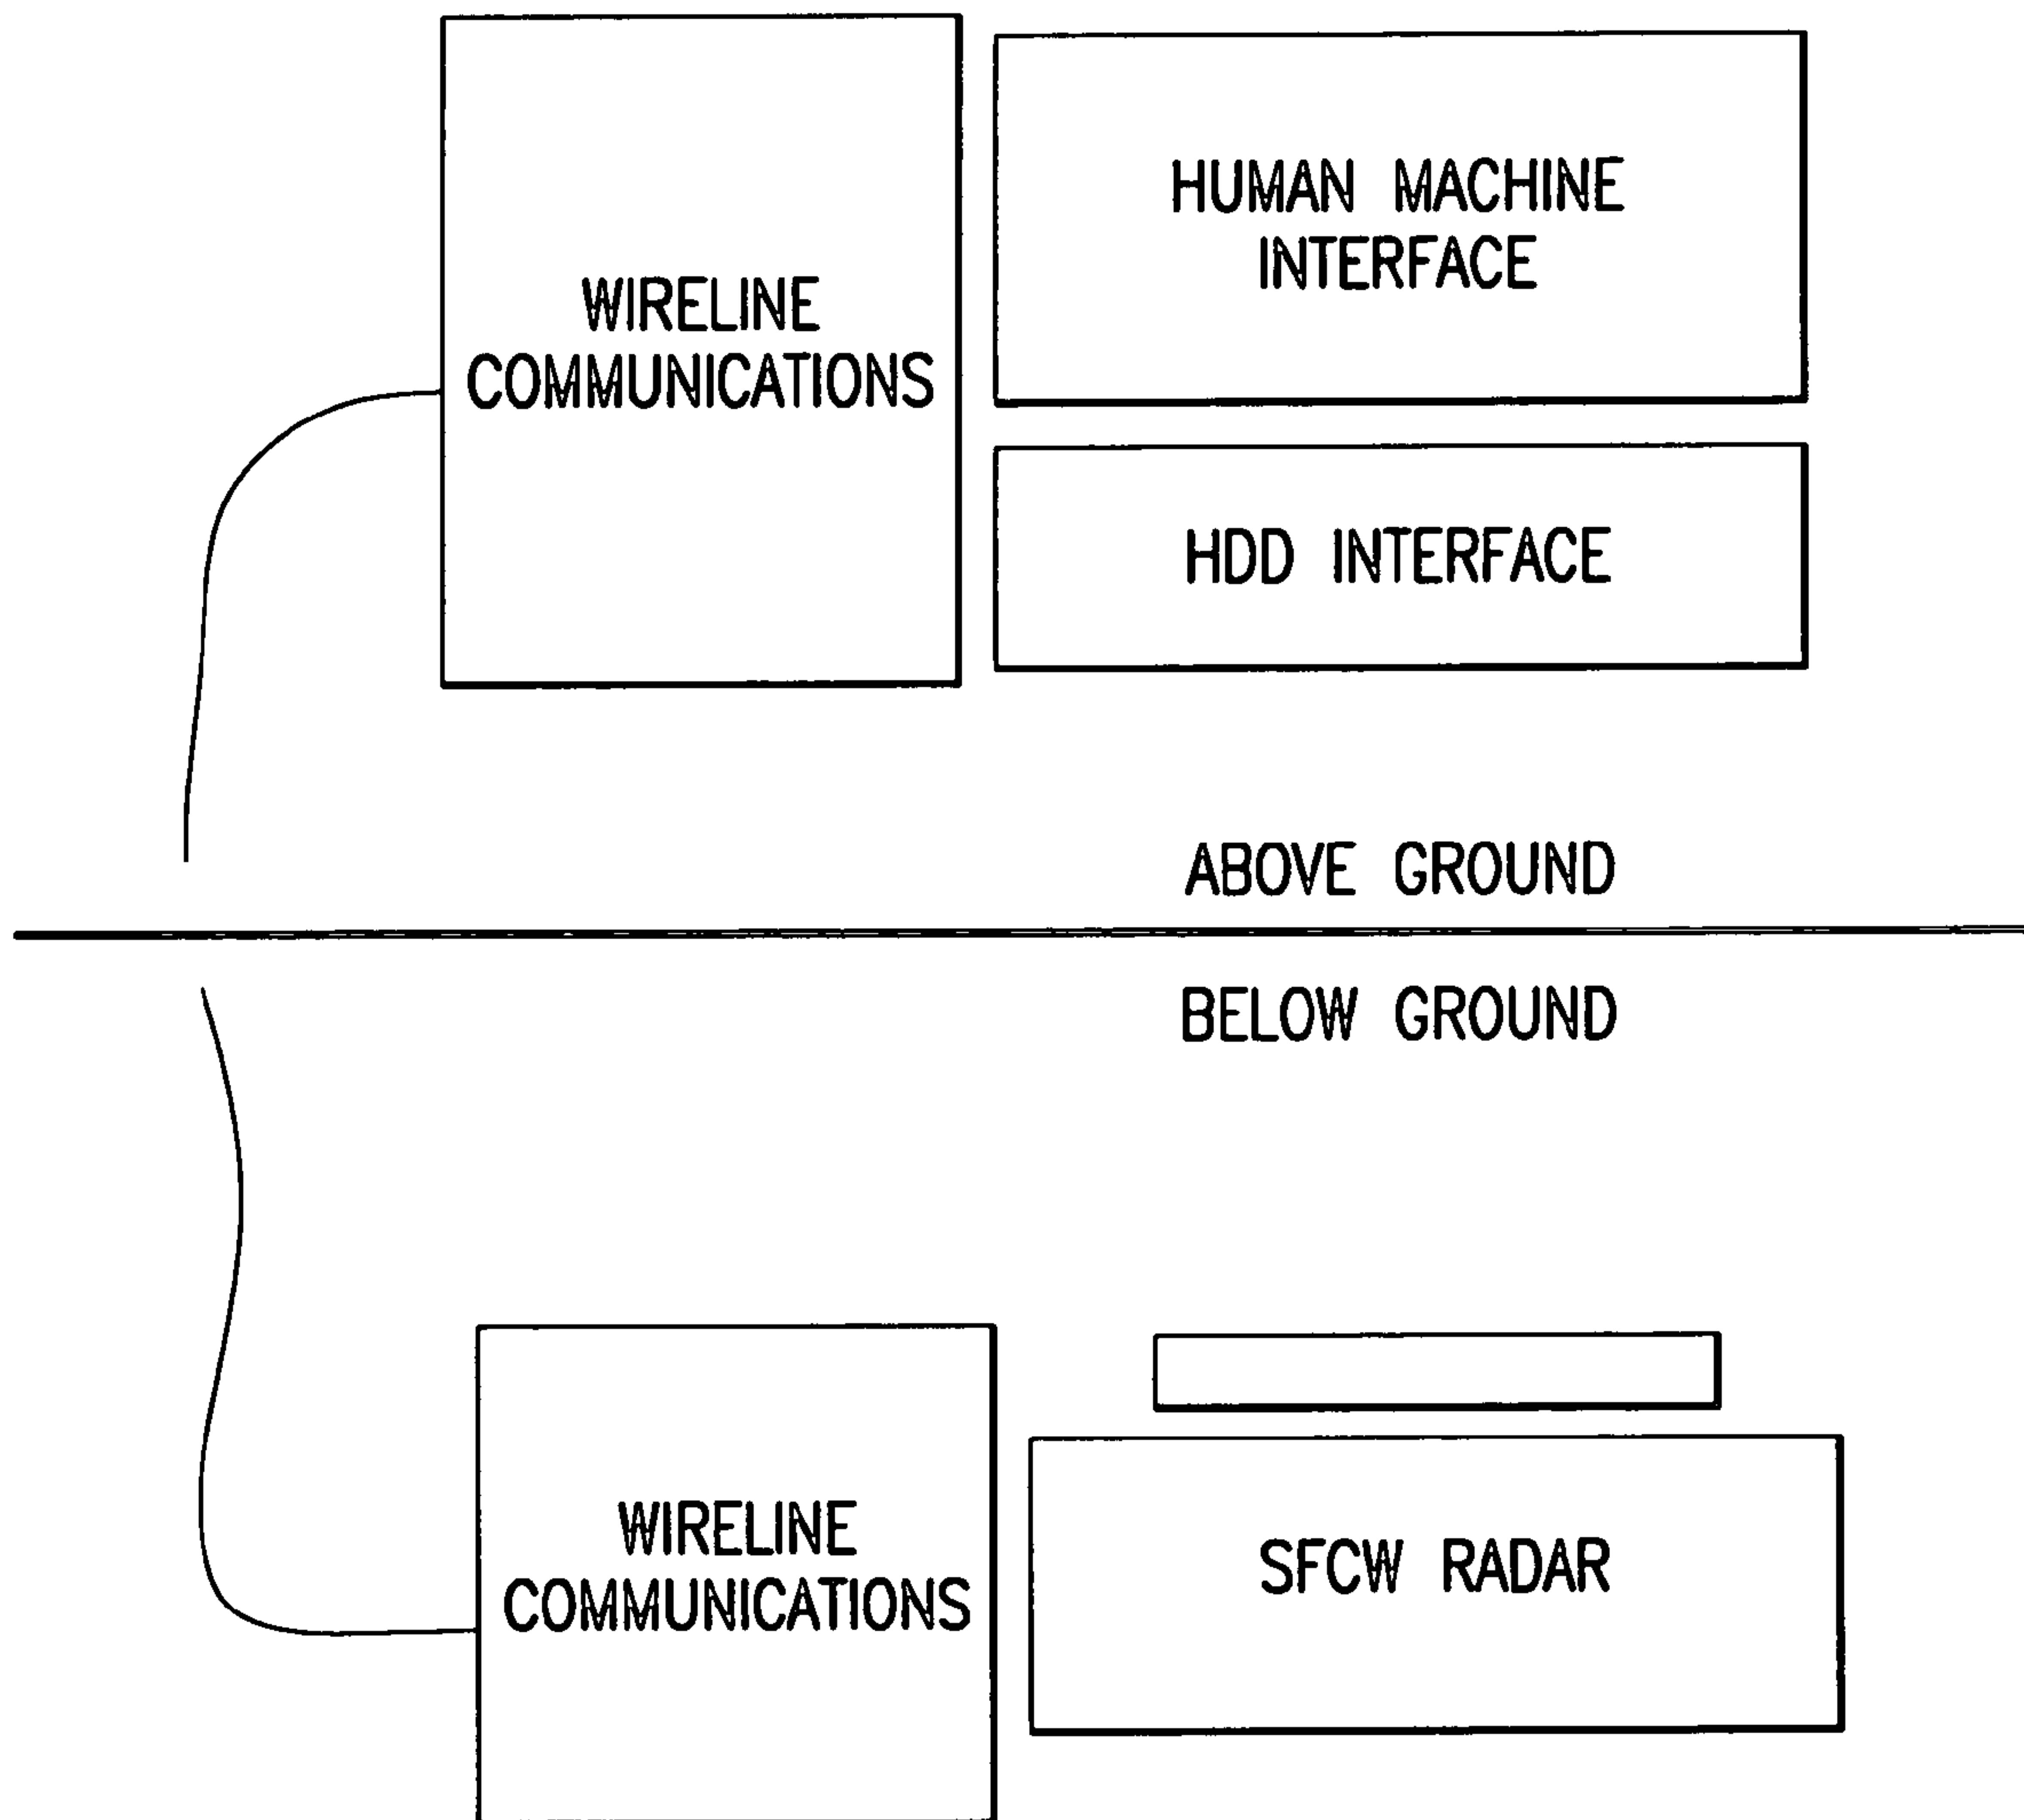 WIRELINE
COMMUNICATIONS
HUMAN MACHINE
INTERFACE
HDD INTERFACE
ABOVE GROUND
BELOW GROUND
WIRELINE
COMMUNICATIONS
SFCW RADAR